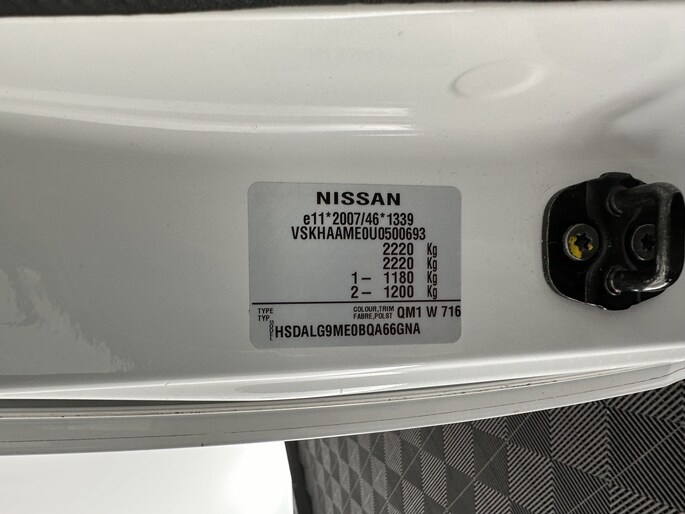 NISSAN
e11*2007/46*1339
VSKHAAME0U0500693
2220 Kg
2220 Kg
1– 1180 Kg
2– 1200 Kg
TYPE TYP COLOUR,TRIM FABRE,POLST QM1 W 716
MODEL HSDALG9ME0BQA66GNA